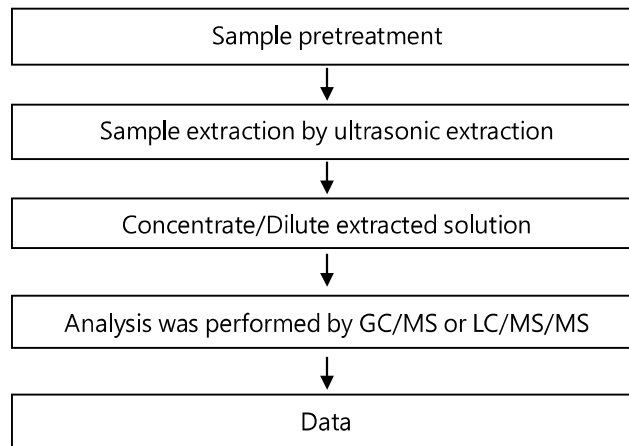 Sample pretreatment
Sample extraction by ultrasonic extraction
Concentrate/Dilute extracted solution
Analysis was performed by GC/MS or LC/MS/MS
Data